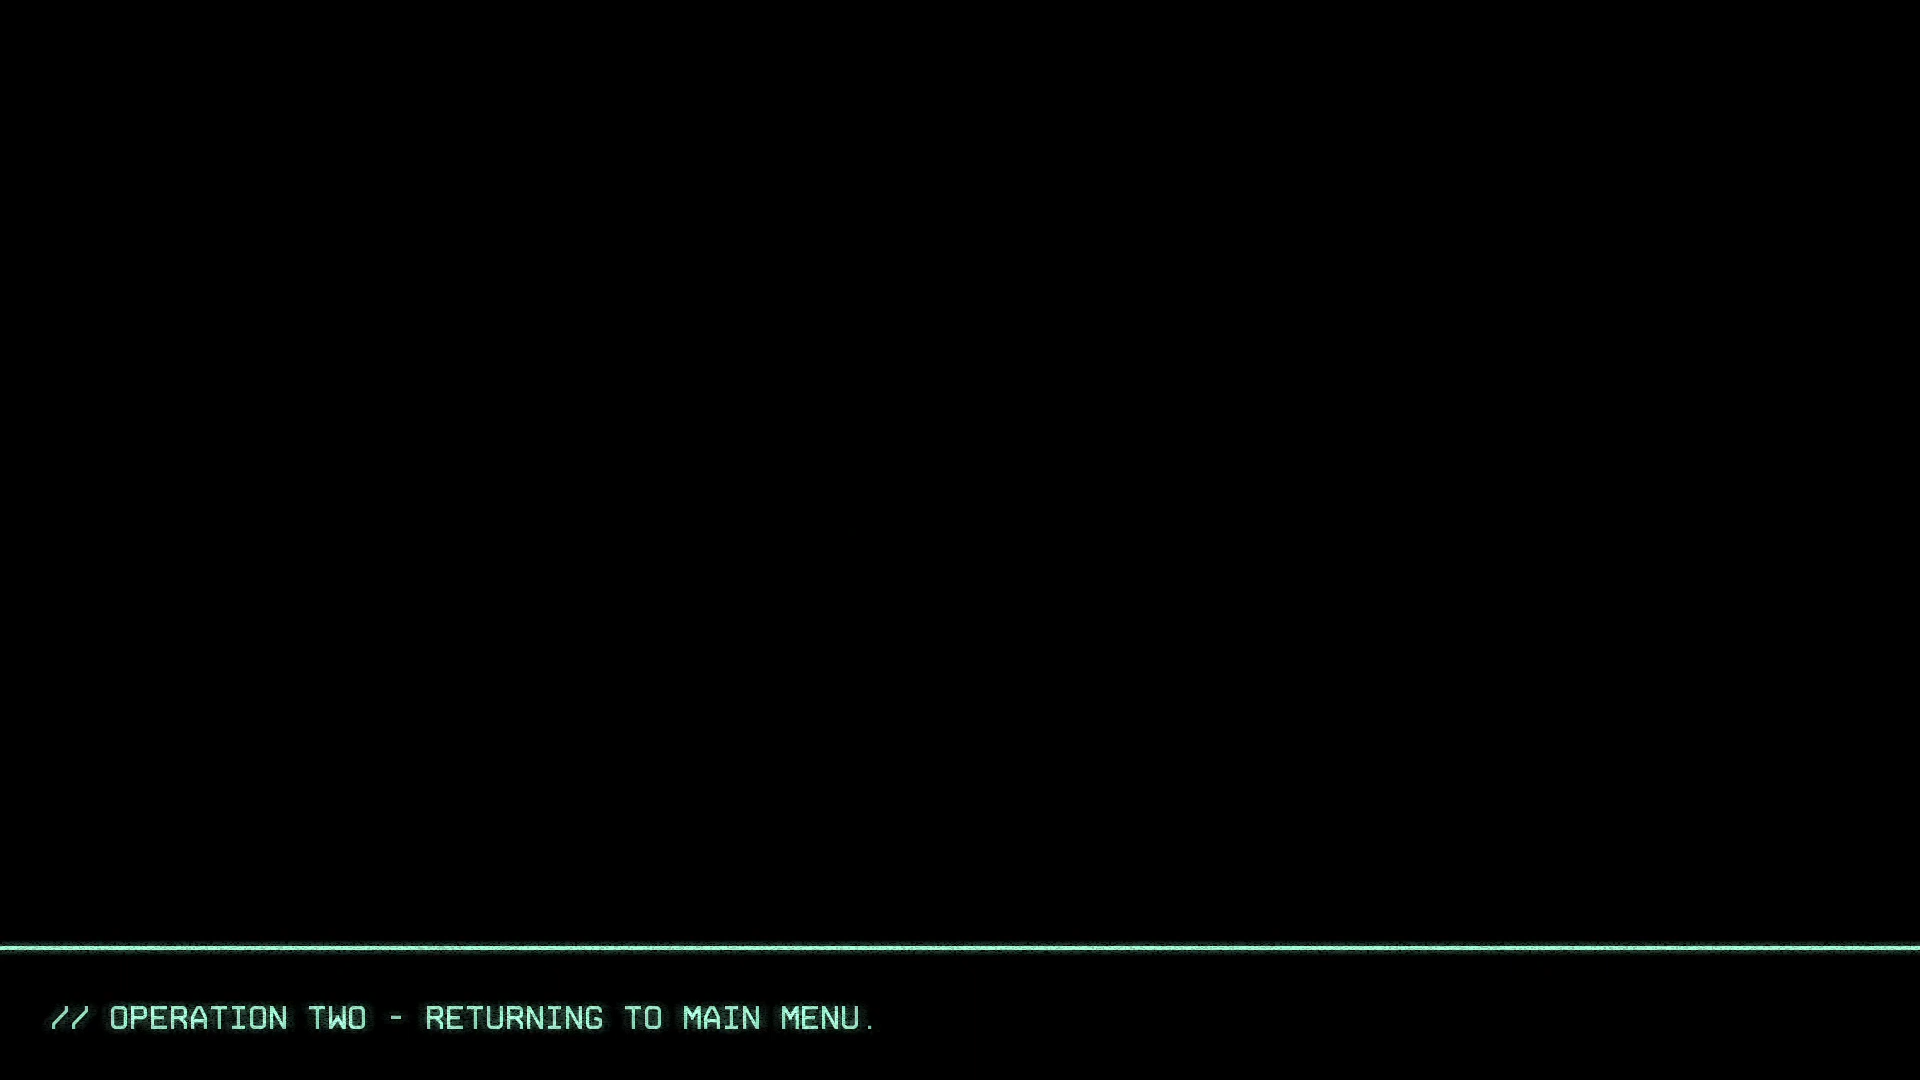 // OPERATION TWO - RETURNING TO MAIN MENU.